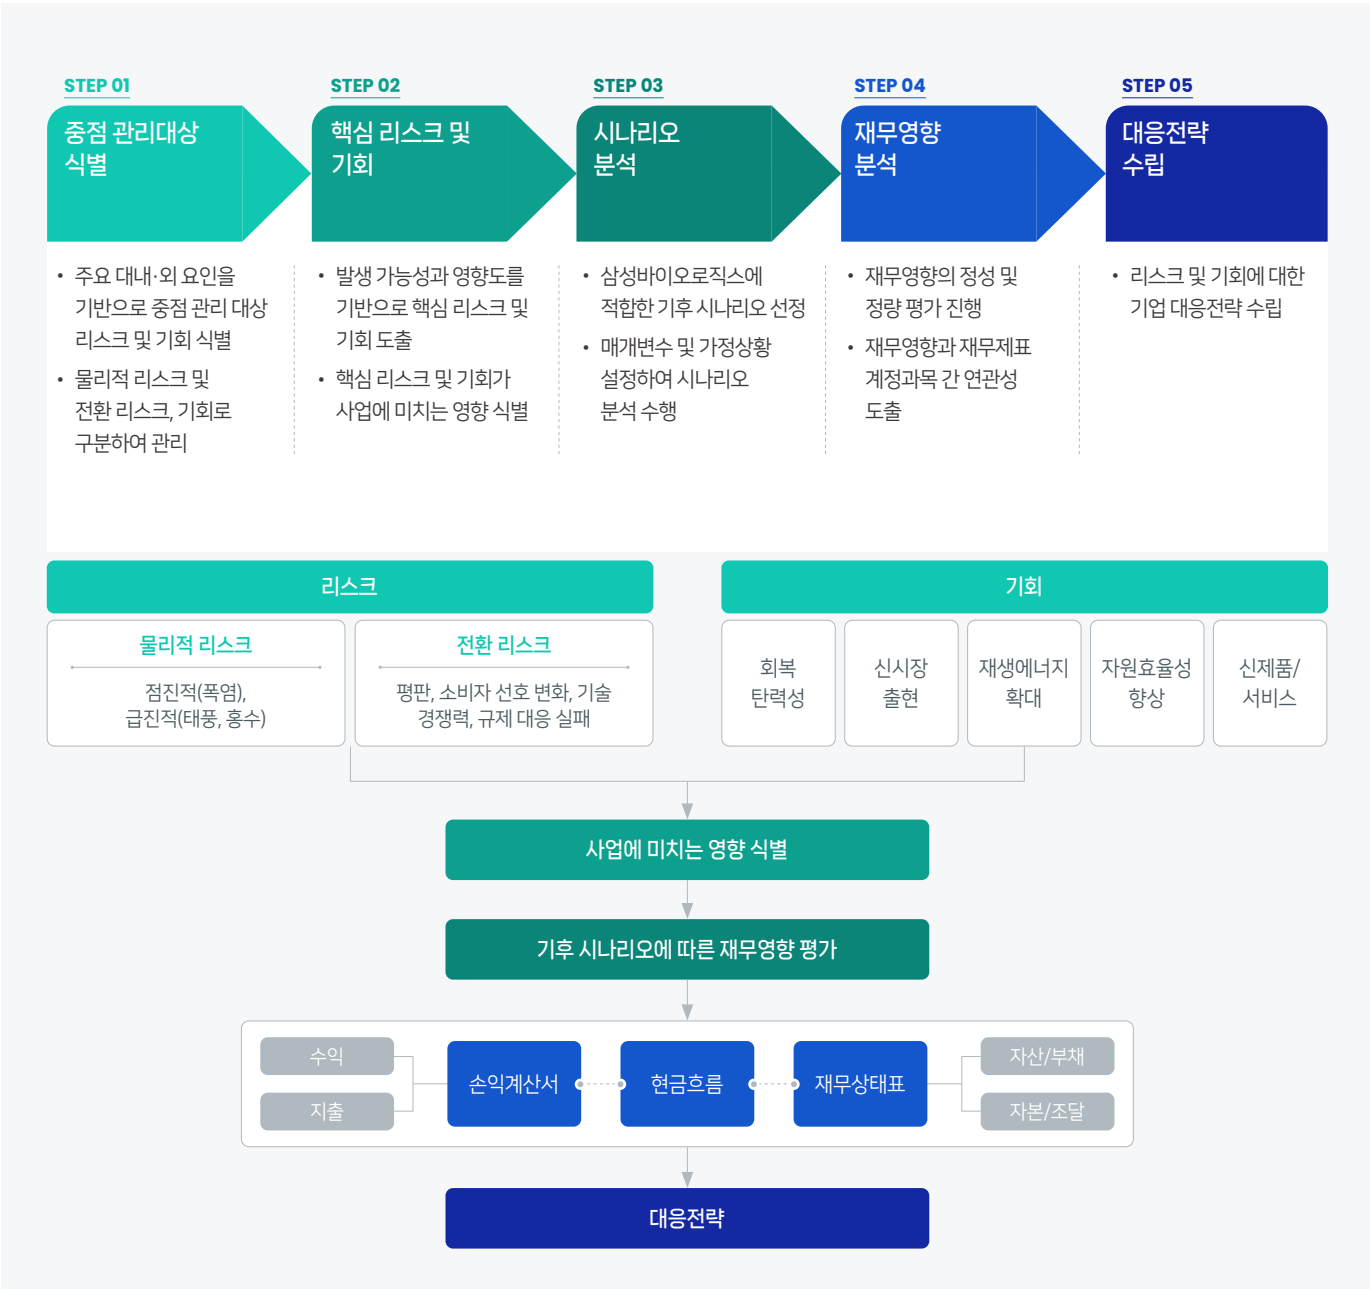 STEP 01
중점 관리대상
식별
STEP 02
핵심 리스크 및
기회
STEP 03
시나리오
분석
STEP 04
재무영향
분석
STEP 05
대응전략
수립
• 주요 대내·외 요인을
기반으로 중점 관리 대상
리스크 및 기회 식별
• 물리적 리스크 및
전환 리스크, 기회로
구분하여 관리
• 발생 가능성과 영향도를
기반으로 핵심 리스크 및
기회 도출
• 핵심 리스크 및 기회가
사업에 미치는 영향 식별
• 삼성바이오로직스에
적합한 기후 시나리오 선정
• 매개변수 및 가정상황
설정하여 시나리오
분석 수행
• 재무영향의 정성 및
정량 평가 진행
• 재무영향과 재무제표
계정과목 간 연관성
도출
• 리스크 및 기회에 대한
기업 대응전략 수립
리스크
물리적 리스크
점진적(폭염),
급진적(태풍, 홍수)
전환 리스크
평판, 소비자 선호 변화, 기술
경쟁력, 규제 대응 실패
기회
회복
탄력성
신시장
출현
재생에너지
확대
자원효율성
향상
신제품/
서비스
사업에 미치는 영향 식별
기후 시나리오에 따른 재무영향 평가
수익
지출
손익계산서
현금흐름
재무상태표
자산/부채
자본/조달
대응전략